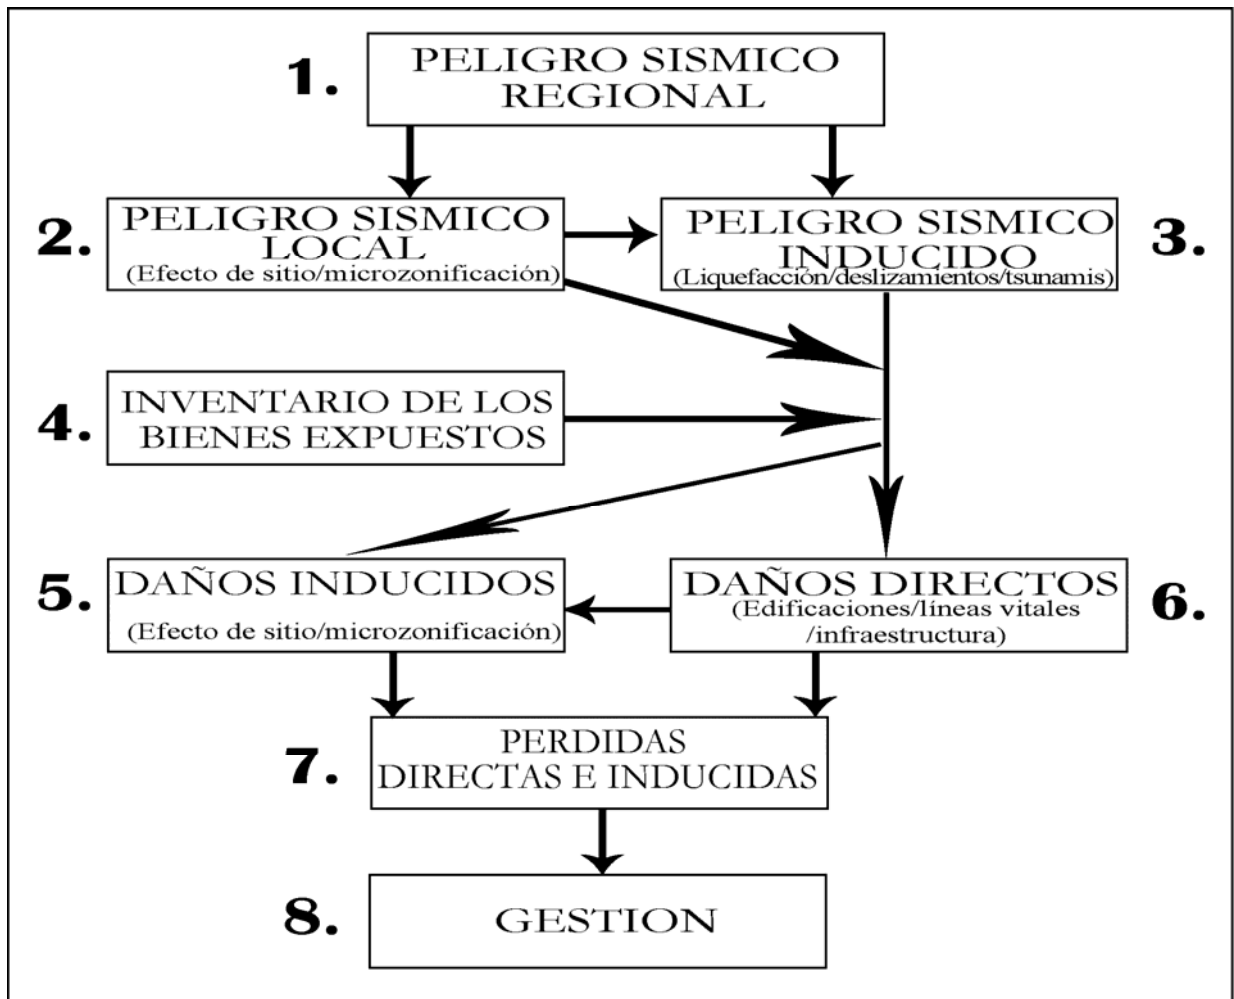 1.
PELIGRO SISMICO
REGIONAL
2.
PELIGRO SISMICO
LOCAL
(Efecto de sitio/microzonificación)
PELIGRO SISMICO
INDUCIDO
(Liquefacción/deslizamientos/tsunamis)
3.
4.
INVENTARIO DE LOS
BIENES EXPUESTOS
5.
DAÑOS INDUCIDOS
(Efecto de sitio/microzonificación)
DAÑOS DIRECTOS
(Edificaciones/líneas vitales
/infraestructura)
6.
7.
PERDIDAS
DIRECTAS E INDUCIDAS
8.
GESTION